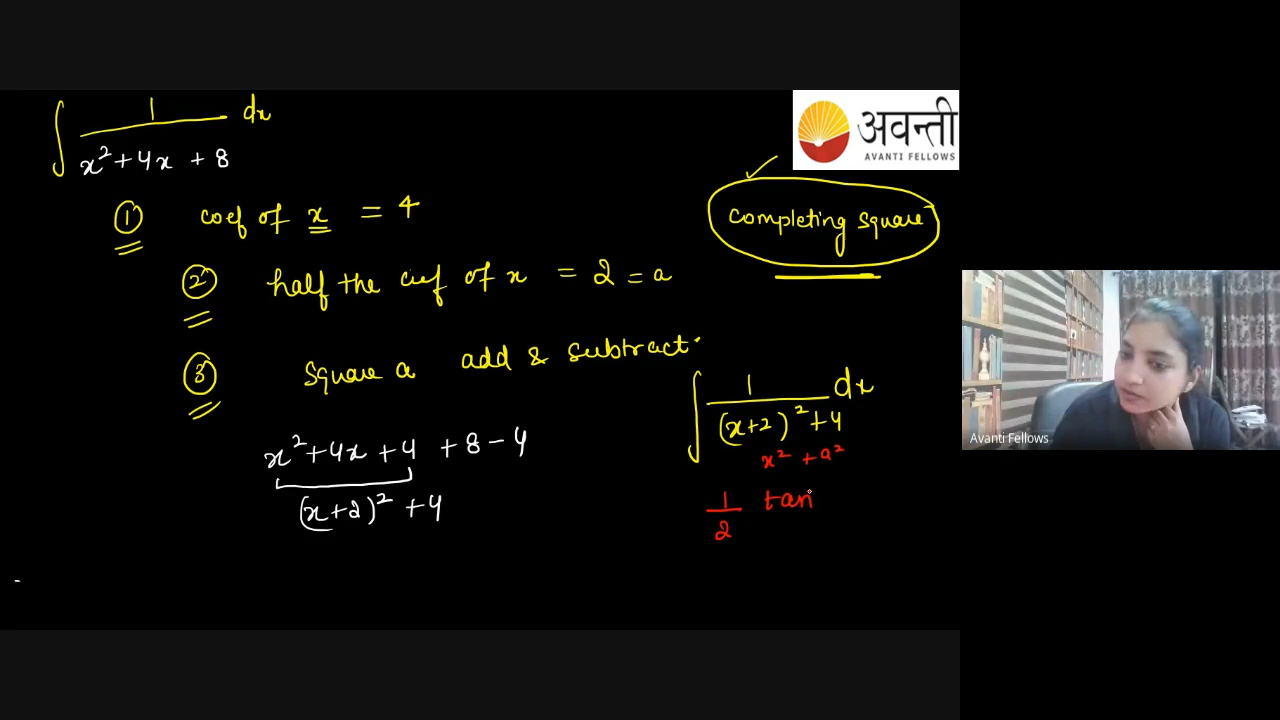 ∫ 1/(x²+4x+8) dx
अवन्ती
AVANTI FELLOWS
① coef of x = 4
completing square
② half the cief of x = 2 = a
③ square a add & subtract.
∫ 1/((x+2)²+4) dx
x² + a²
x²+4x+4 +8-4
(x+2)² +4
1/2 tan
Avanti Fellows